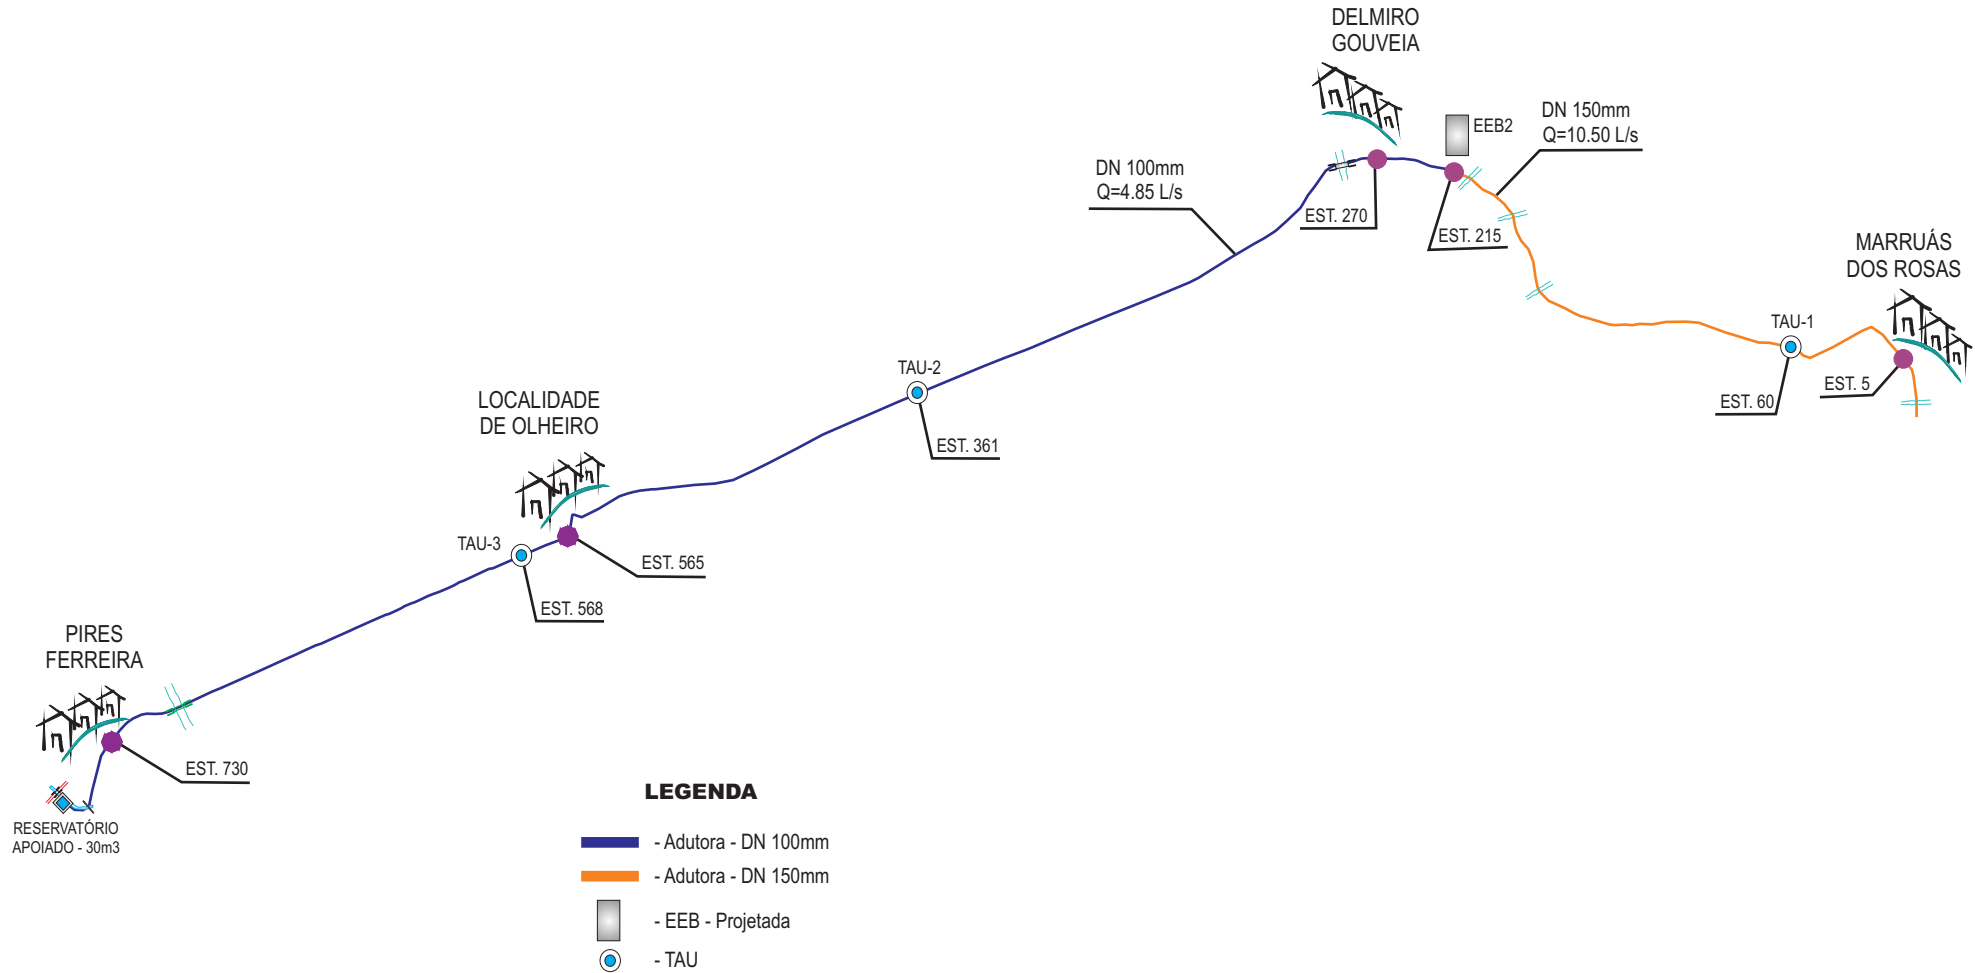 DELMIRO
GOUVEIA
EEB2
DN 150mm
Q=10.50 L/s
DN 100mm
Q=4.85 L/s
EST. 270
EST. 215
MARRUÁS
DOS ROSAS
TAU-1
EST. 60
EST. 5
TAU-2
EST. 361
LOCALIDADE
DE OLHEIRO
TAU-3
EST. 565
EST. 568
PIRES
FERREIRA
EST. 730
RESERVATÓRIO
APOIADO - 30m3
LEGENDA
- Adutora - DN 100mm
- Adutora - DN 150mm
- EEB - Projetada
- TAU